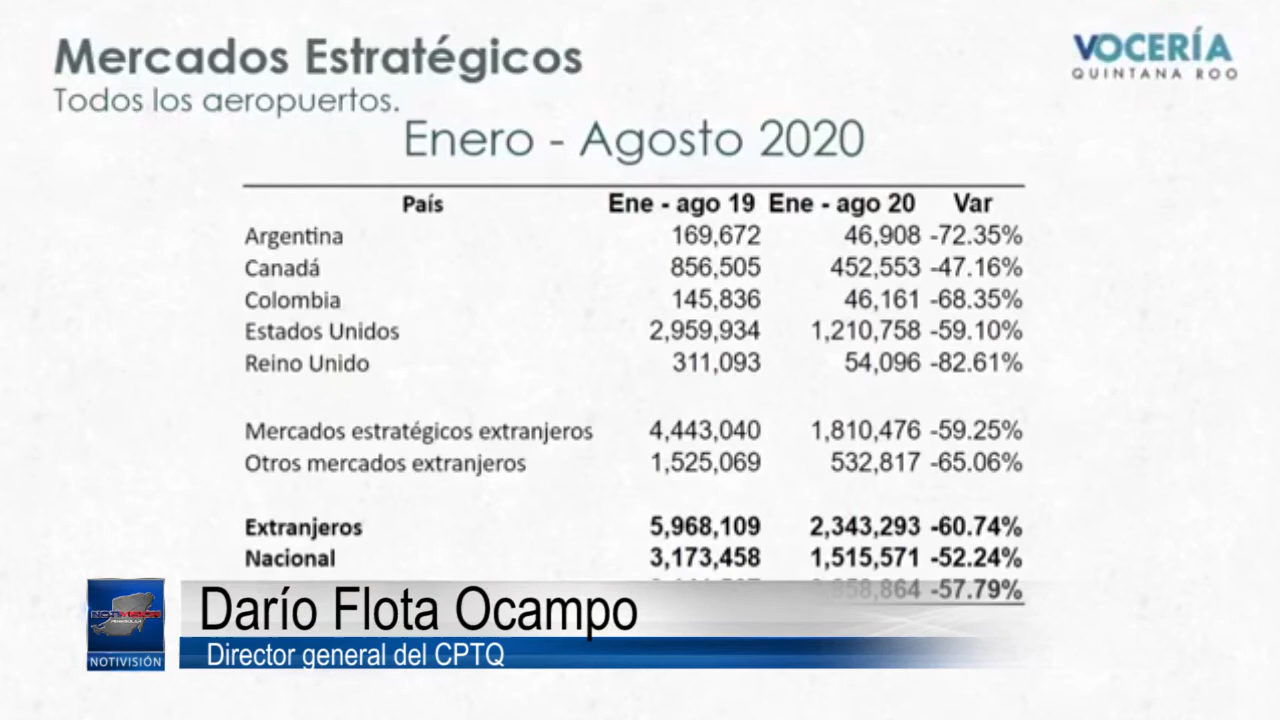 Mercados Estratégicos
VOCERÍA
QUINTANA ROO
Todos los aeropuertos.
Enero - Agosto 2020
País Ene - ago 19 Ene - ago 20 Var
Argentina 169,672 46,908 -72.35%
Canadá 856,505 452,553 -47.16%
Colombia 145,836 46,161 -68.35%
Estados Unidos 2,959,934 1,210,758 -59.10%
Reino Unido 311,093 54,096 -82.61%
Mercados estratégicos extranjeros 4,443,040 1,810,476 -59.25%
Otros mercados extranjeros 1,525,069 532,817 -65.06%
Extranjeros 5,968,109 2,343,293 -60.74%
Nacional 3,173,458 1,515,571 -52.24%
-57.79%
Darío Flota Ocampo
Director general del CPTQ
NOTIVISIÓN